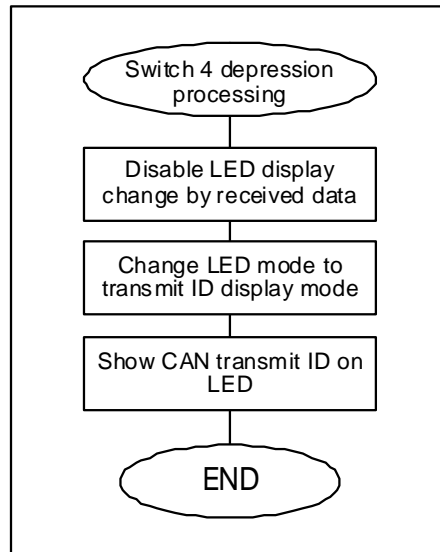 Switch 4 depression
processing
Disable LED display
change by received data
Change LED mode to
transmit ID display mode
Show CAN transmit ID on
LED
END